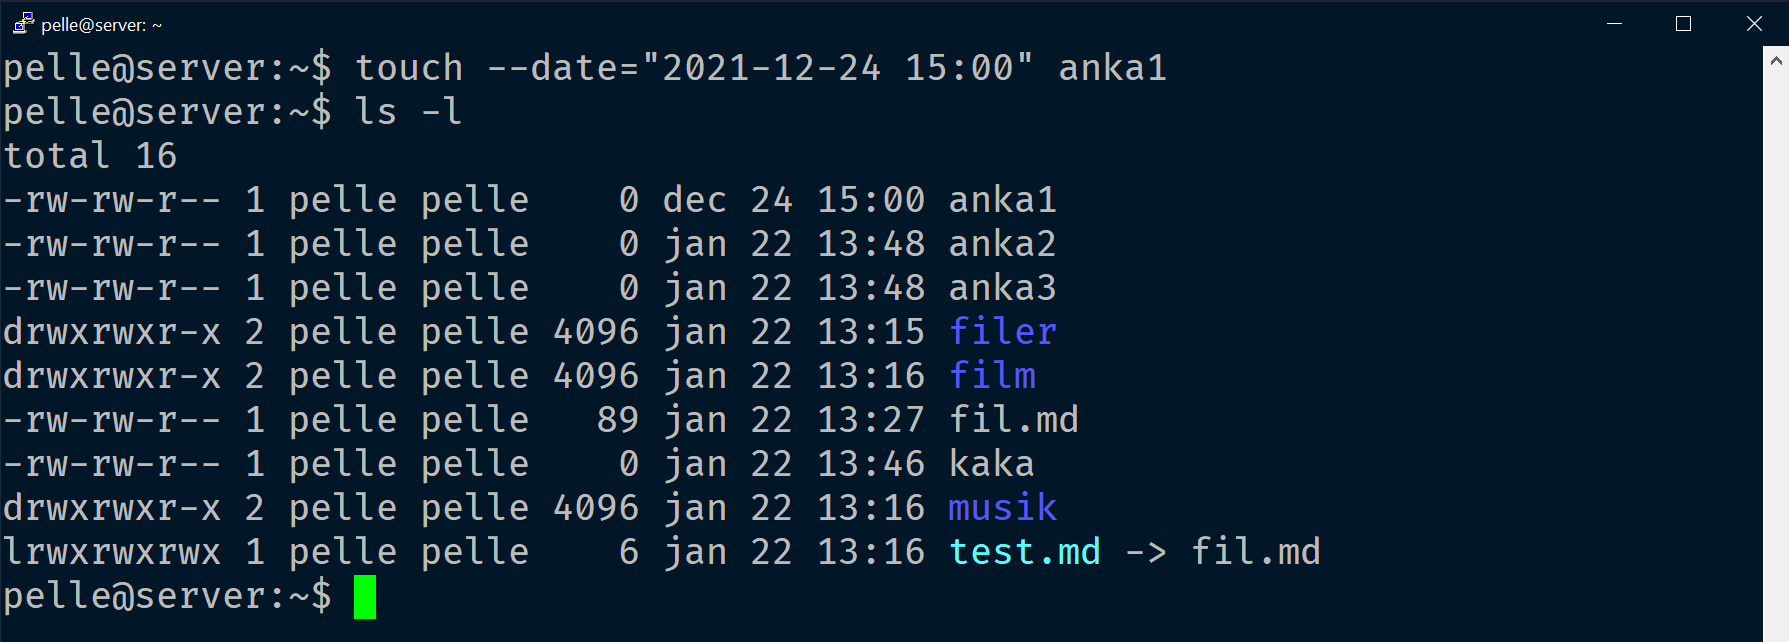 pelle@server: ~
pelle@server:~$ touch --date="2021-12-24 15:00" anka1
pelle@server:~$ ls -l
total 16
-rw-rw-r-- 1 pelle pelle    0 dec 24 15:00 anka1
-rw-rw-r-- 1 pelle pelle    0 jan 22 13:48 anka2
-rw-rw-r-- 1 pelle pelle    0 jan 22 13:48 anka3
drwxrwxr-x 2 pelle pelle 4096 jan 22 13:15 filer
drwxrwxr-x 2 pelle pelle 4096 jan 22 13:16 film
-rw-rw-r-- 1 pelle pelle   89 jan 22 13:27 fil.md
-rw-rw-r-- 1 pelle pelle    0 jan 22 13:46 kaka
drwxrwxr-x 2 pelle pelle 4096 jan 22 13:16 musik
lrwxrwxrwx 1 pelle pelle    6 jan 22 13:16 test.md -> fil.md
pelle@server:~$